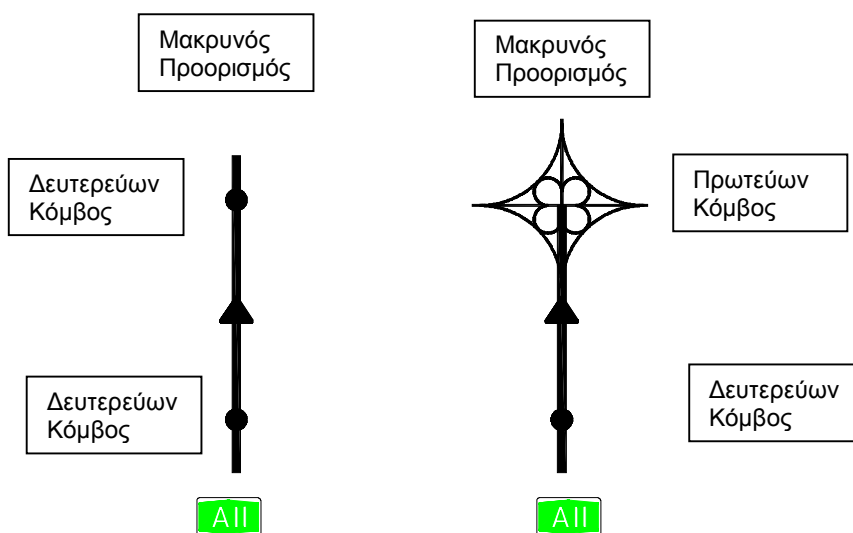 Μακρυνός
Προορισμός
Μακρυνός
Προορισμός
Δευτερεύων
Κόμβος
Πρωτεύων
Κόμβος
Δευτερεύων
Κόμβος
Δευτερεύων
Κόμβος
A11
A11